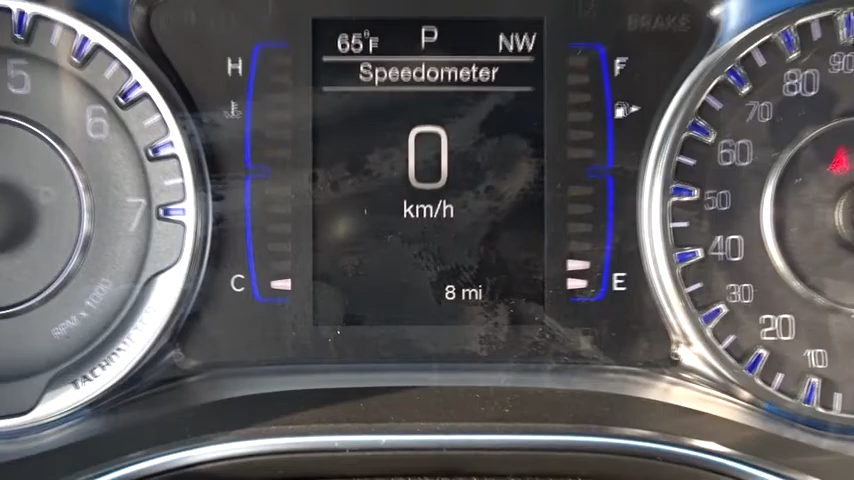 65°F P NW
BRAKE
Speedometer
H
F
E
0
km/h
C
8 mi
E
5
6
7
RPM x 1000
TACHOMETER
10
20
30
40
50
60
70
80
90